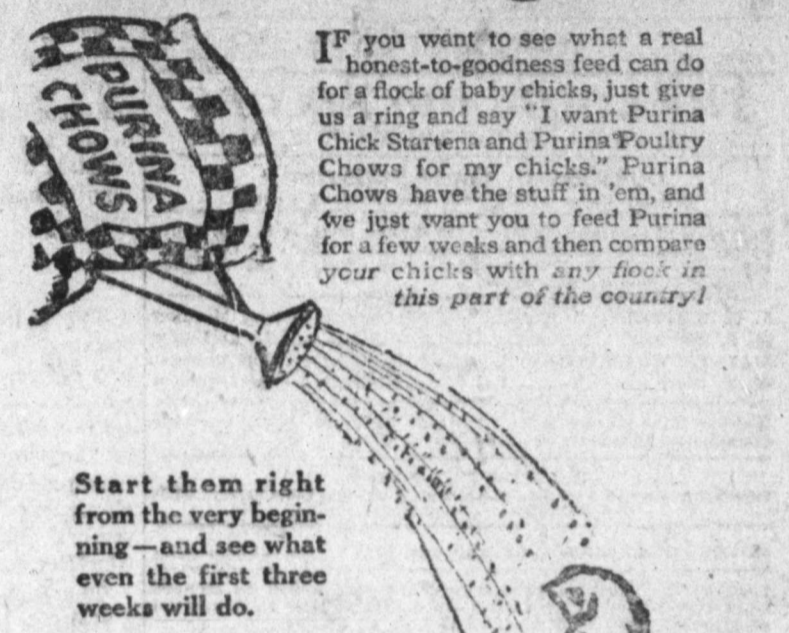 PURINA
CHOWS
IF you want to see what a real
honest-to-goodness feed can do
for a flock of baby chicks, just give
us a ring and say "I want Purina
Chick Startena and Purina Poultry
Chows for my chicks." Purina
Chows have the stuff in 'em, and
we just want you to feed Purina
for a few weeks and then compare
your chicks with any flock in
this part of the country!
Start them right
from the very begin-
ning—and see what
even the first three
weeks will do.